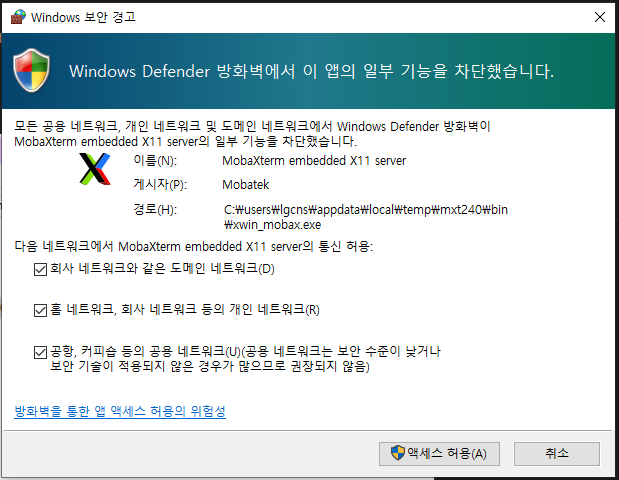 Windows 보안 경고
Windows Defender 방화벽에서 이 앱의 일부 기능을 차단했습니다.
모든 공용 네트워크, 개인 네트워크 및 도메인 네트워크에서 Windows Defender 방화벽이
MobaXterm embedded X11 server의 일부 기능을 차단했습니다.
이름(N): MobaXterm embedded X11 server
게시자(P): Mobatek
경로(H): C:₩users₩lgcns₩appdata₩local₩temp₩mxt240₩bin
₩xwin_mobax.exe
다음 네트워크에서 MobaXterm embedded X11 server의 통신 허용:
회사 네트워크와 같은 도메인 네트워크(D)
홈 네트워크, 회사 네트워크 등의 개인 네트워크(R)
공항, 커피숍 등의 공용 네트워크(U)(공용 네트워크는 보안 수준이 낮거나
보안 기술이 적용되지 않은 경우가 많으므로 권장되지 않음)
방화벽을 통한 앱 액세스 허용의 위험성
액세스 허용(A)
취소